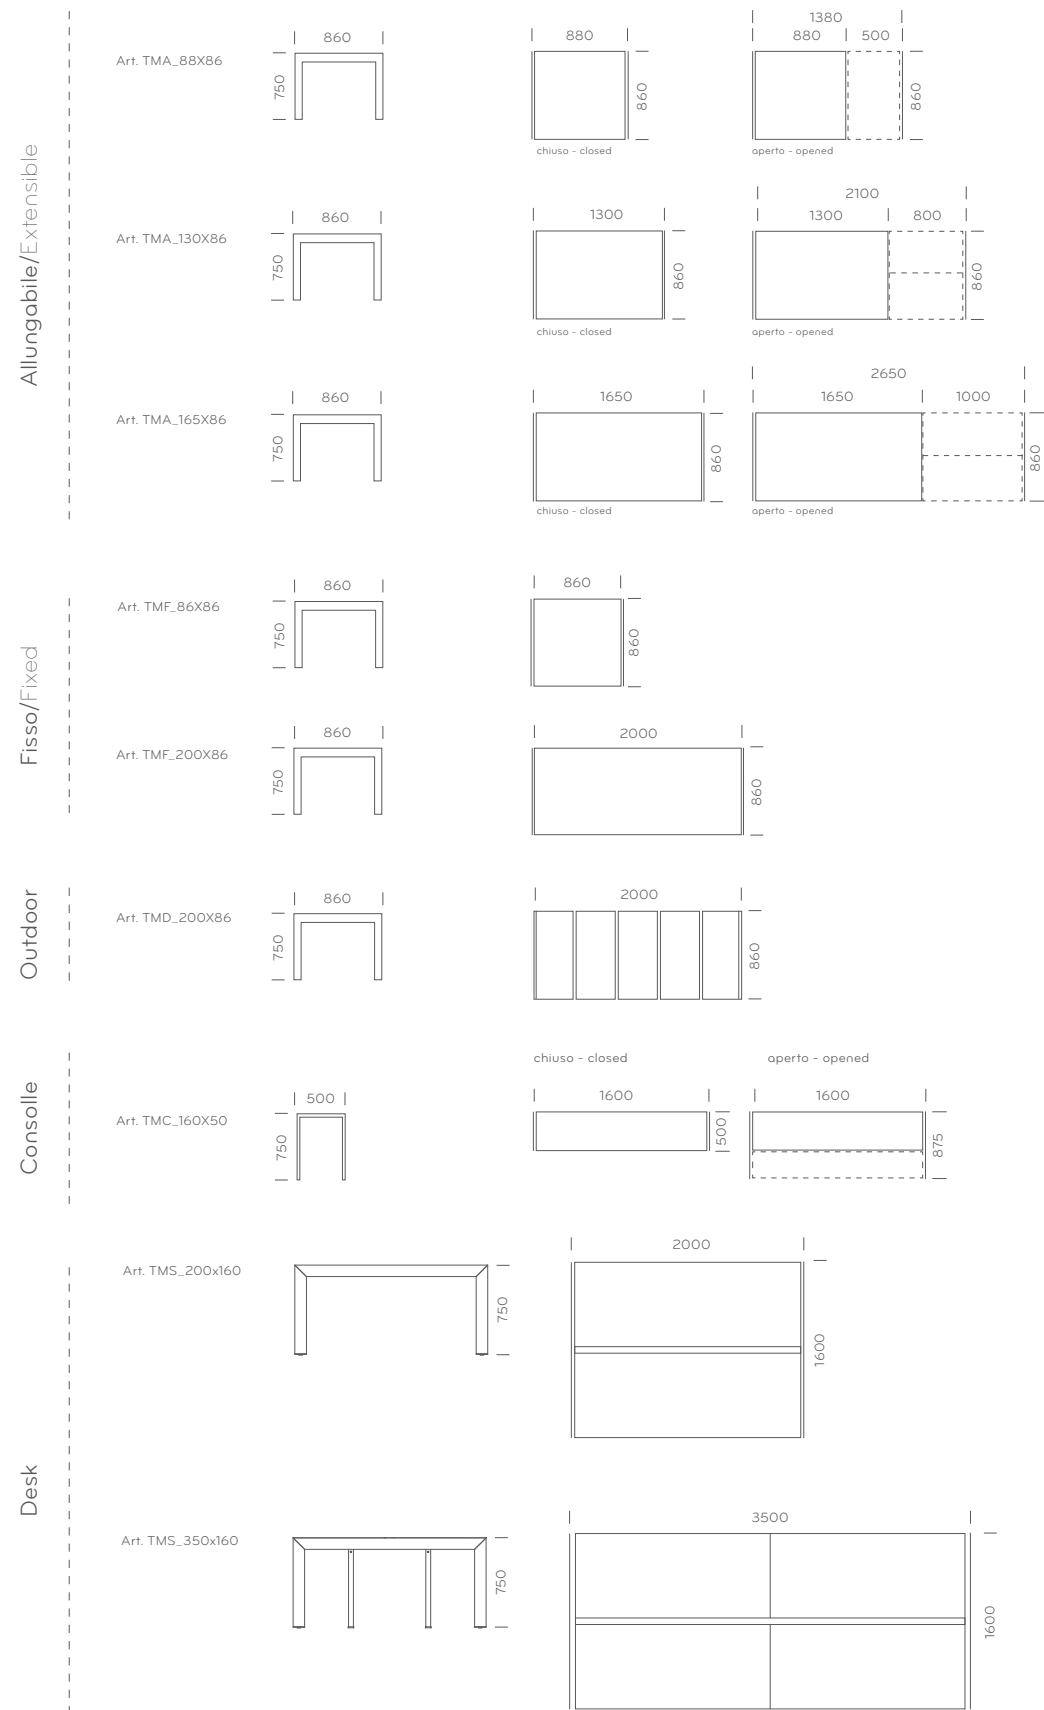 Allungabile/Extensible
Art. TMA_88X86
860
750
880
860
chiuso - closed
1380
880 500
860
aperto - opened
Art. TMA_130X86
860
750
1300
860
chiuso - closed
2100
1300 800
860
aperto - opened
Art. TMA_165X86
860
750
1650
860
chiuso - closed
2650
1650 1000
860
aperto - opened
Fisso/Fixed
Art. TMF_86X86
860
750
860
860
Art. TMF_200X86
860
750
2000
860
Outdoor
Art. TMD_200X86
860
750
2000
860
Consolle
Art. TMC_160X50
500
750
chiuso - closed
1600
500
aperto - opened
1600
875
Desk
Art. TMS_200x160
750
2000
1600
Art. TMS_350x160
750
3500
1600